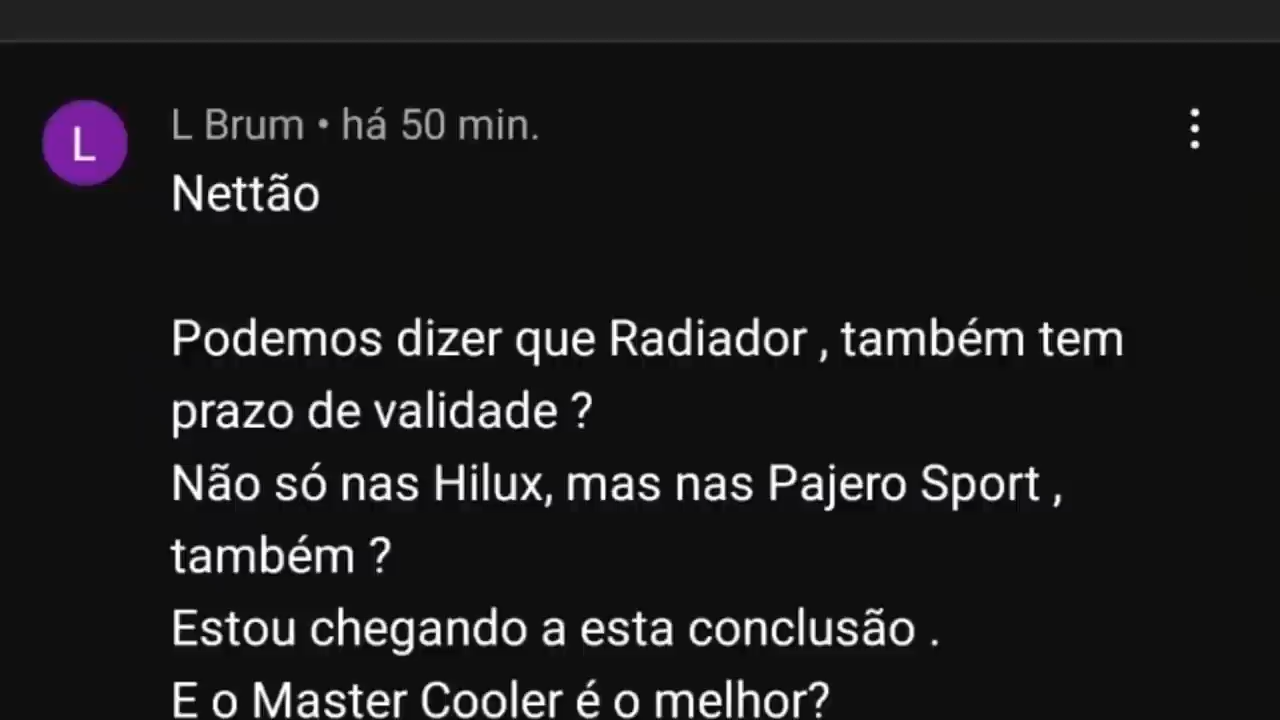 L
L Brum • há 50 min.
Nettão
Podemos dizer que Radiador , também tem
prazo de validade ?
Não só nas Hilux, mas nas Pajero Sport ,
também ?
Estou chegando a esta conclusão .
E o Master Cooler é o melhor?